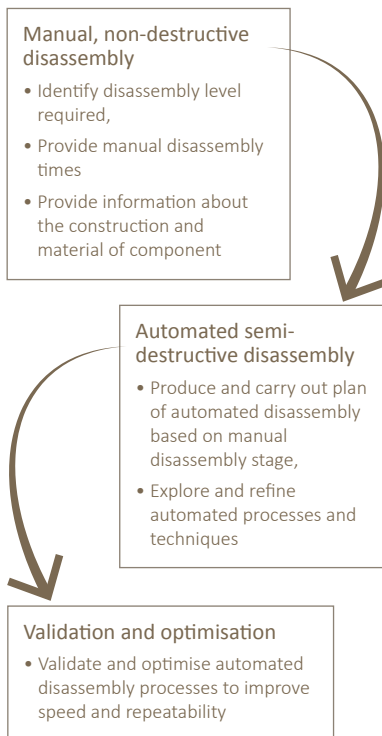 Manual, non-destructive
disassembly
• Identify disassembly level
required,
• Provide manual disassembly
times
• Provide information about
the construction and
material of component
Automated semi-
destructive disassembly
• Produce and carry out plan
of automated disassembly
based on manual
disassembly stage,
• Explore and refine
automated processes and
techniques
Validation and optimisation
• Validate and optimise automated
disassembly processes to improve
speed and repeatability